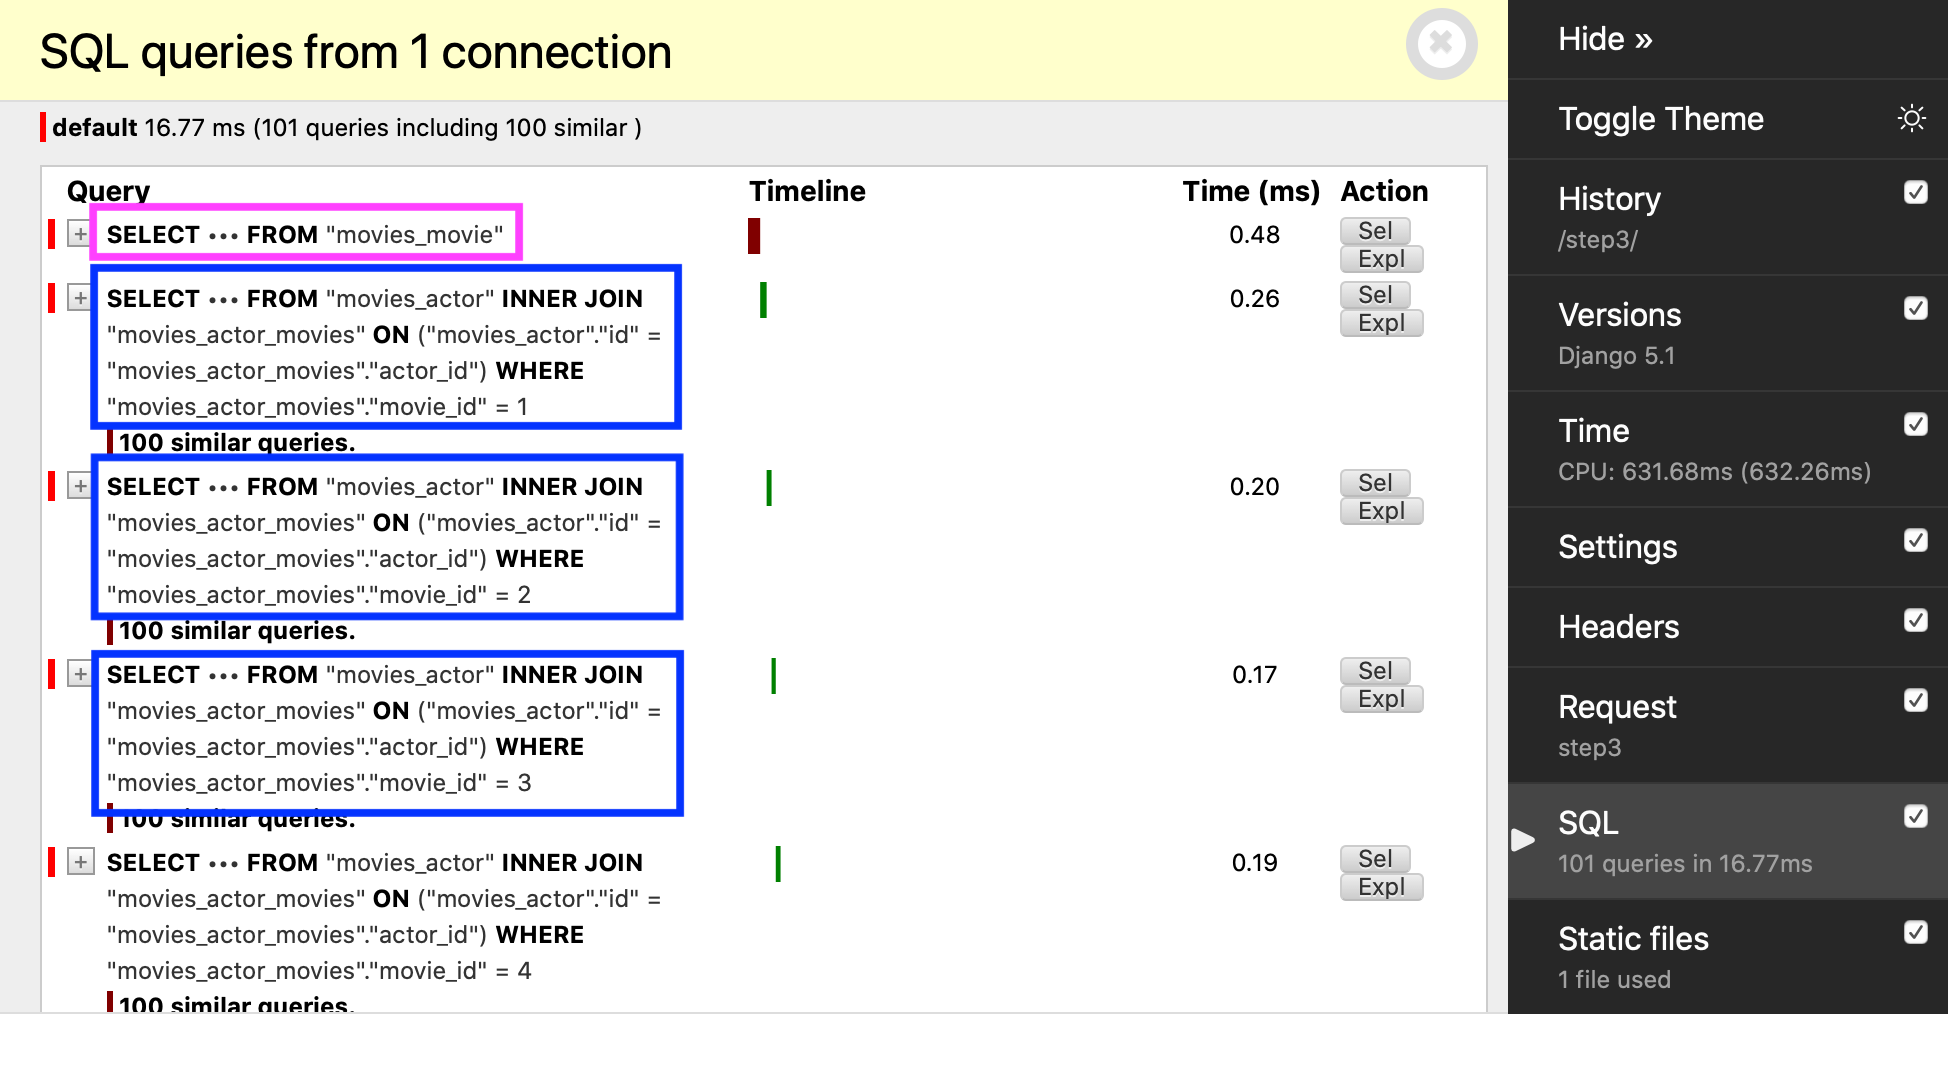 SQL queries from 1 connection
default 16.77 ms (101 queries including 100 similar )
Query Timeline Time (ms) Action
SELECT ••• FROM "movies_movie" 0.48 Sel
Expl
SELECT ••• FROM "movies_actor" INNER JOIN 0.26 Sel
"movies_actor_movies" ON ("movies_actor"."id" = Expl
"movies_actor_movies"."actor_id") WHERE
"movies_actor_movies"."movie_id" = 1
100 similar queries.
SELECT ••• FROM "movies_actor" INNER JOIN 0.20 Sel
"movies_actor_movies" ON ("movies_actor"."id" = Expl
"movies_actor_movies"."actor_id") WHERE
"movies_actor_movies"."movie_id" = 2
100 similar queries.
SELECT ••• FROM "movies_actor" INNER JOIN 0.17 Sel
"movies_actor_movies" ON ("movies_actor"."id" = Expl
"movies_actor_movies"."actor_id") WHERE
"movies_actor_movies"."movie_id" = 3
100 similar queries.
SELECT ••• FROM "movies_actor" INNER JOIN 0.19 Sel
"movies_actor_movies" ON ("movies_actor"."id" = Expl
"movies_actor_movies"."actor_id") WHERE
"movies_actor_movies"."movie_id" = 4
100 similar queries.
Hide »
Toggle Theme
History
/step3/
Versions
Django 5.1
Time
CPU: 631.68ms (632.26ms)
Settings
Headers
Request
step3
SQL
101 queries in 16.77ms
Static files
1 file used